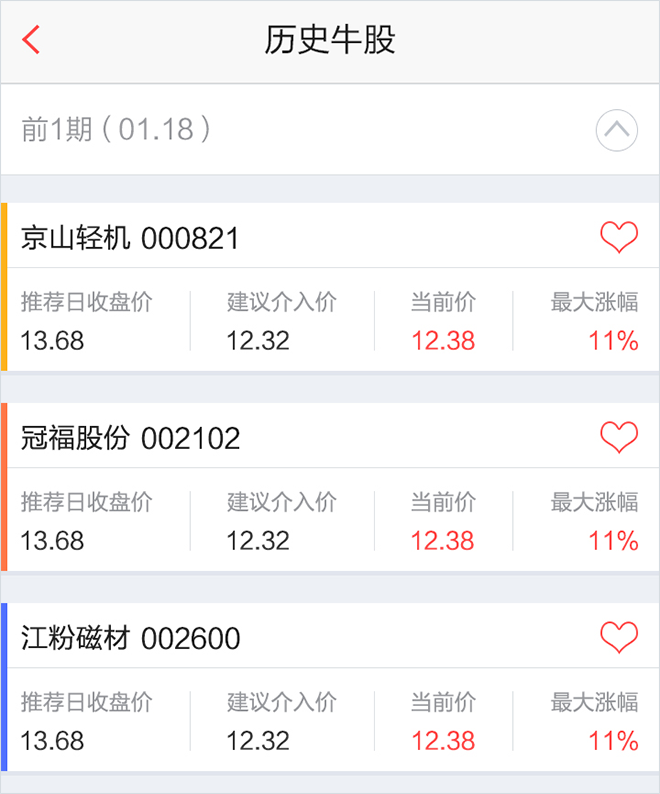 历史牛股
前1期（01.18）
京山轻机 000821
推荐日收盘价 建议介入价 当前价 最大涨幅
13.68 12.32 12.38 11%
冠福股份 002102
推荐日收盘价 建议介入价 当前价 最大涨幅
13.68 12.32 12.38 11%
江粉磁材 002600
推荐日收盘价 建议介入价 当前价 最大涨幅
13.68 12.32 12.38 11%